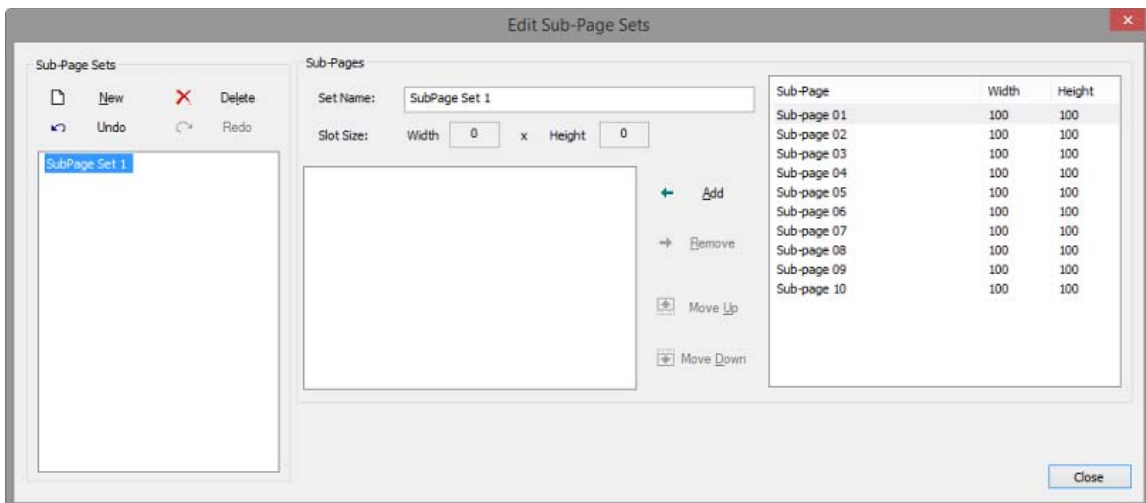 Edit Sub-Page Sets
Sub-Page Sets
New Delete
Undo Redo
SubPage Set 1
Sub-Pages
Set Name: SubPage Set 1
Slot Size: Width 0 x Height 0
Add
Remove
Move Up
Move Down
Sub-Page Width Height
Sub-page 01 100 100
Sub-page 02 100 100
Sub-page 03 100 100
Sub-page 04 100 100
Sub-page 05 100 100
Sub-page 06 100 100
Sub-page 07 100 100
Sub-page 08 100 100
Sub-page 09 100 100
Sub-page 10 100 100
Close